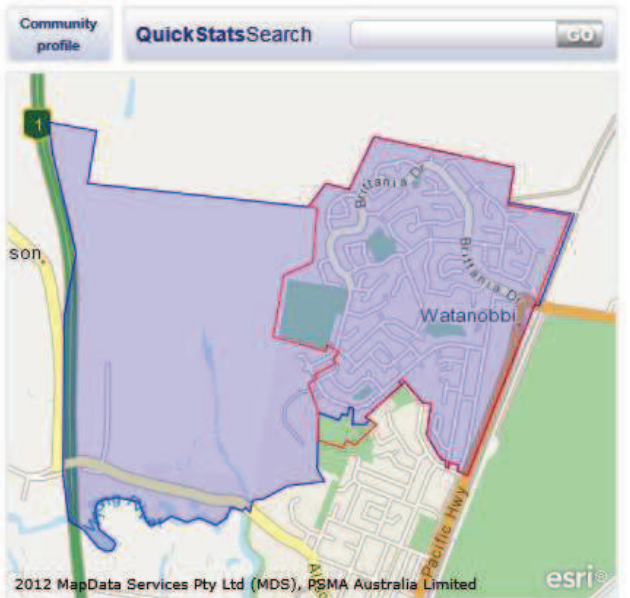 Community
profile
QuickStatsSearch
GO
1
Brittania Dr
son
Brittania Dr
Watanobbi
Pacific Hwy
2012 MapData Services Pty Ltd (MDS), PSMA Australia Limited
esri